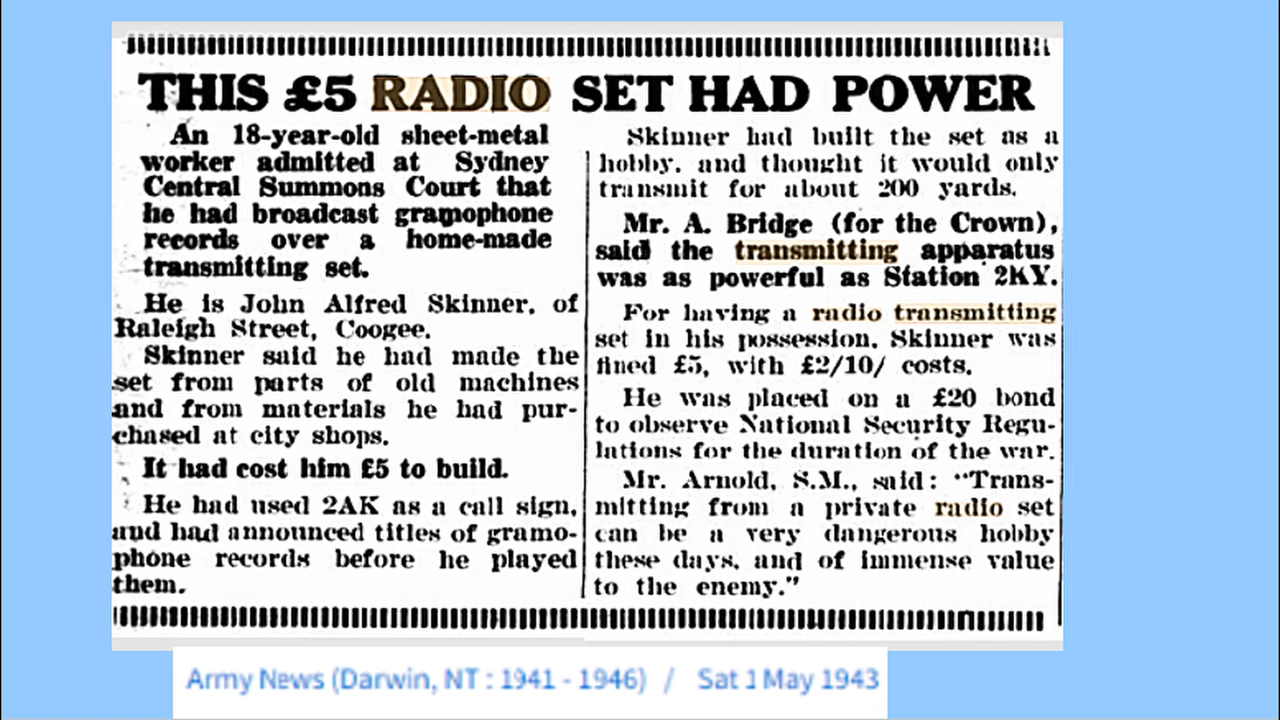 THIS £5 RADIO SET HAD POWER
An 18-year-old sheet-metal
worker admitted at Sydney
Central Summons Court that
he had broadcast gramophone
records over a home-made
transmitting set.
He is John Alfred Skinner, of
Raleigh Street, Coogee.
Skinner said he had made the
set from parts of old machines
and from materials he had pur-
chased at city shops.
It had cost him £5 to build.
He had used 2AK as a call sign,
and had announced titles of gramo-
phone records before he played
them.
Skinner had built the set as a
hobby, and thought it would only
transmit for about 200 yards.
Mr. A. Bridge (for the Crown),
said the transmitting apparatus
was as powerful as Station 2KY.
For having a radio transmitting
set in his possession, Skinner was
fined £5, with £2/10/ costs.
He was placed on a £20 bond
to observe National Security Regu-
lations for the duration of the war.
Mr. Arnold, S.M., said: "Trans-
mitting from a private radio set
can be a very dangerous hobby
these days, and of immense value
to the enemy."
Army News (Darwin, NT : 1941 - 1946) / Sat 1 May 1943